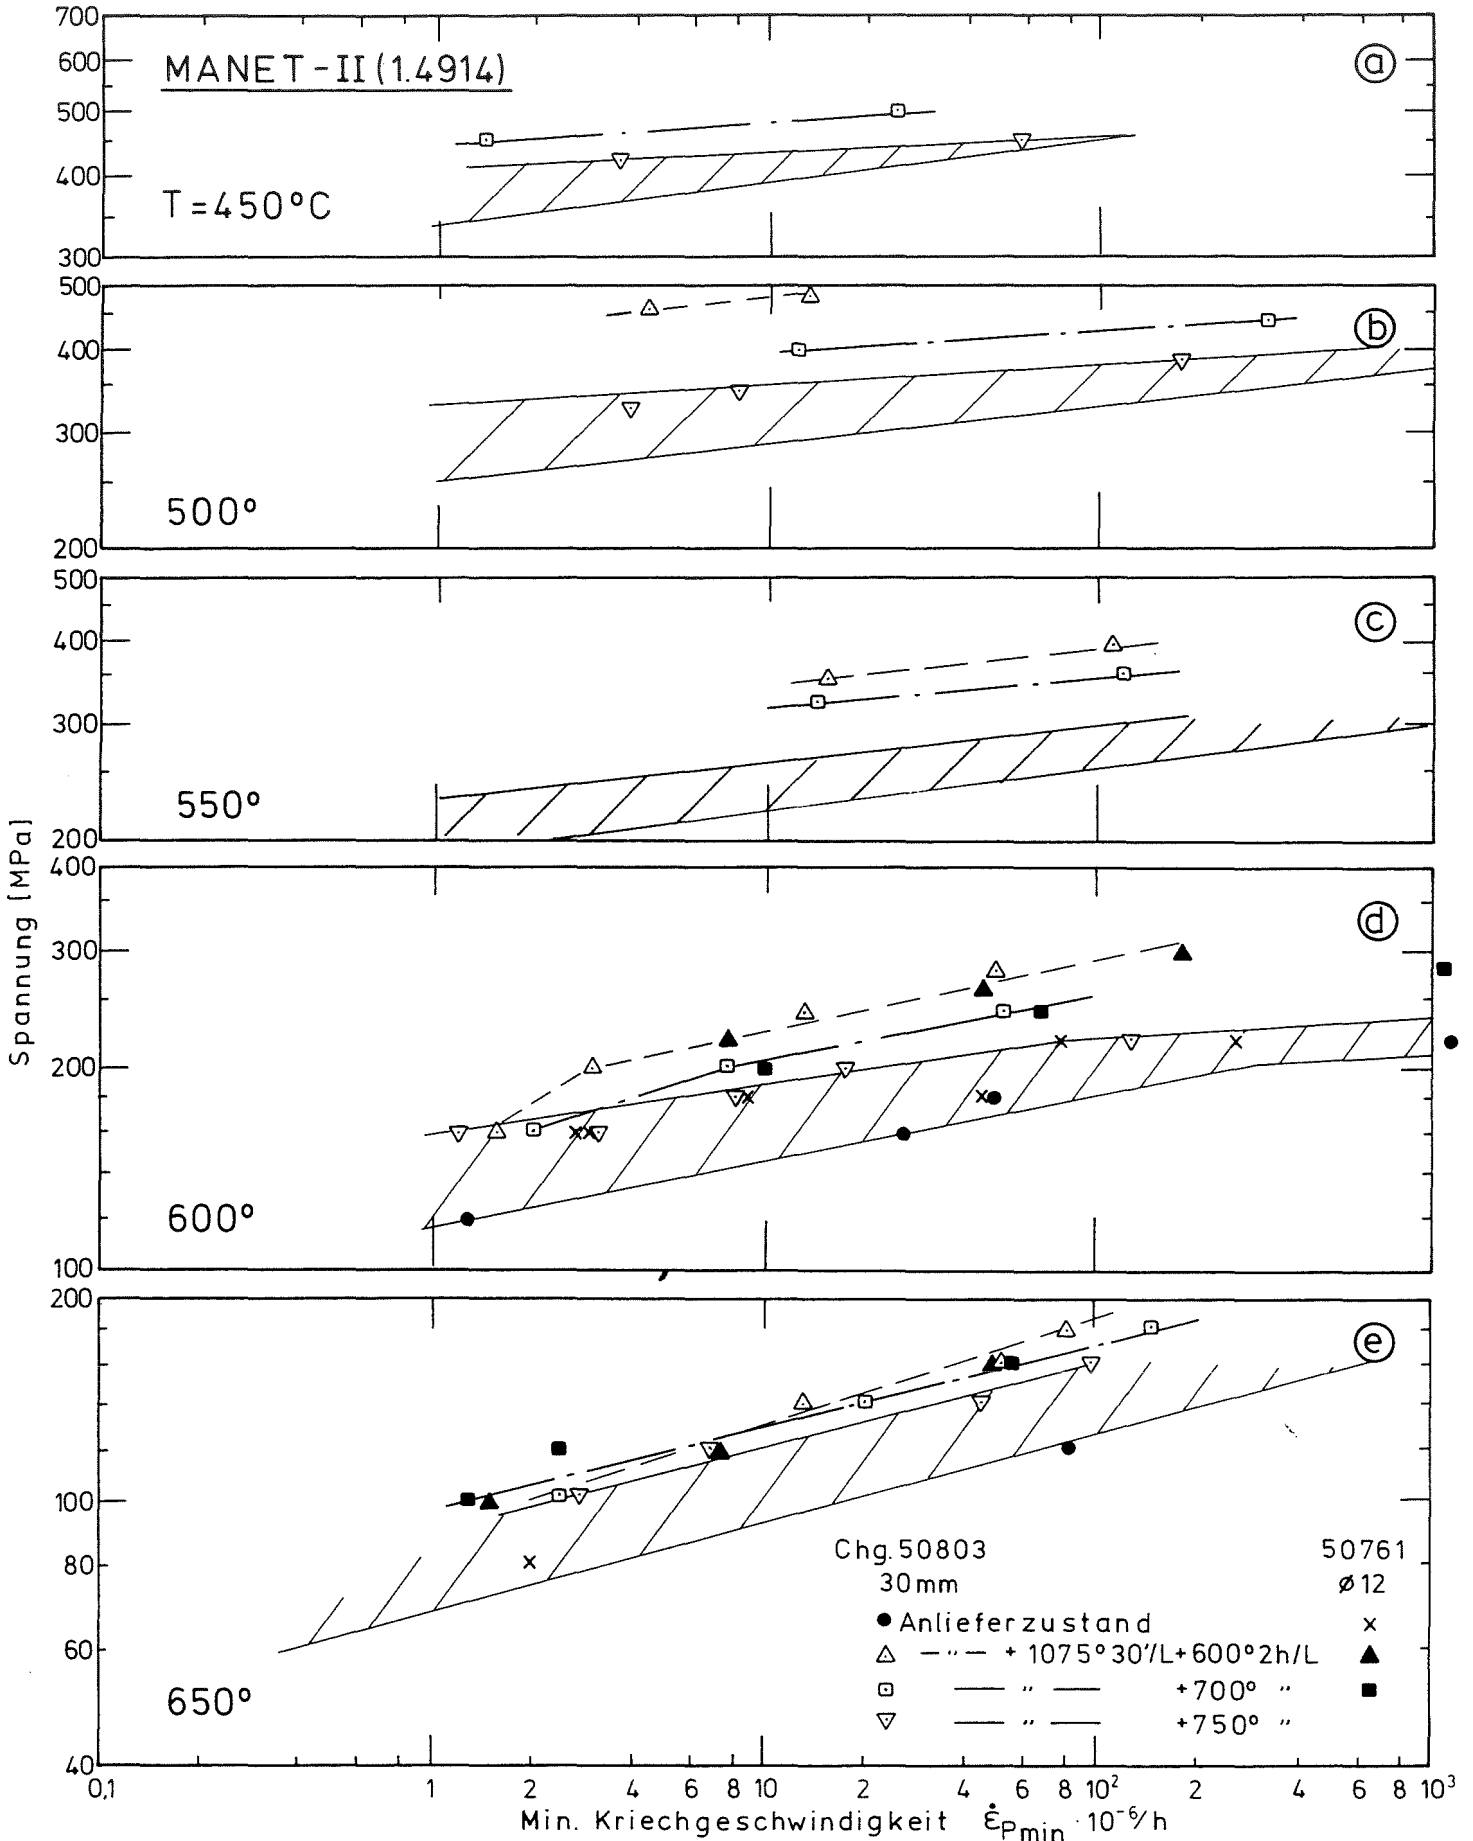 700
600
500
400
300
MANET-II (1.4914)
T=450°C
a
500
400
300
200
500°
b
500
400
300
200
550°
c
Spannung [MPa]
400
300
200
100
600°
d
200
100
80
60
40
650°
e
Chg. 50803 50761
30mm ø12
● Anlieferzustand x
△ — " — + 1075° 30'/L+600° 2h/L ▲
⊡ — " — +700° " ■
▽ — " — +750° "
0,1 1 2 4 6 8 10 2 4 6 8 10² 2 4 6 10³
Min. Kriechgeschwindigkeit ε̇Pmin · 10⁻⁶/h